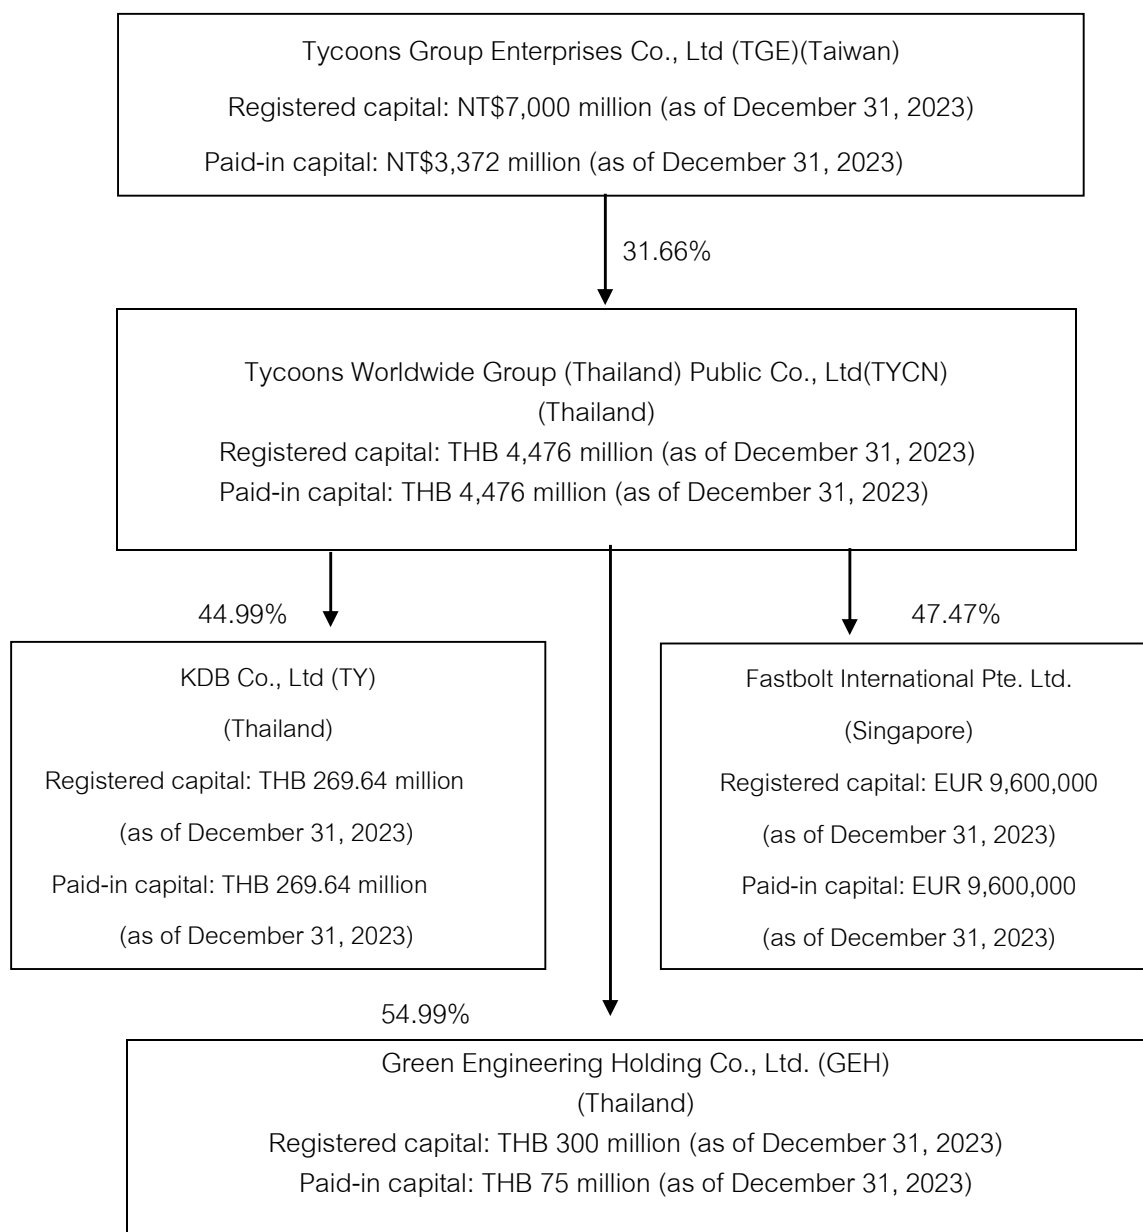 Tycoons Group Enterprises Co., Ltd (TGE)(Taiwan)
Registered capital: NT$7,000 million (as of December 31, 2023)
Paid-in capital: NT$3,372 million (as of December 31, 2023)
31.66%
Tycoons Worldwide Group (Thailand) Public Co., Ltd(TYCN)
(Thailand)
Registered capital: THB 4,476 million (as of December 31, 2023)
Paid-in capital: THB 4,476 million (as of December 31, 2023)
44.99%
47.47%
KDB Co., Ltd (TY)
(Thailand)
Registered capital: THB 269.64 million
(as of December 31, 2023)
Paid-in capital: THB 269.64 million
(as of December 31, 2023)
Fastbolt International Pte. Ltd.
(Singapore)
Registered capital: EUR 9,600,000
(as of December 31, 2023)
Paid-in capital: EUR 9,600,000
(as of December 31, 2023)
54.99%
Green Engineering Holding Co., Ltd. (GEH)
(Thailand)
Registered capital: THB 300 million (as of December 31, 2023)
Paid-in capital: THB 75 million (as of December 31, 2023)